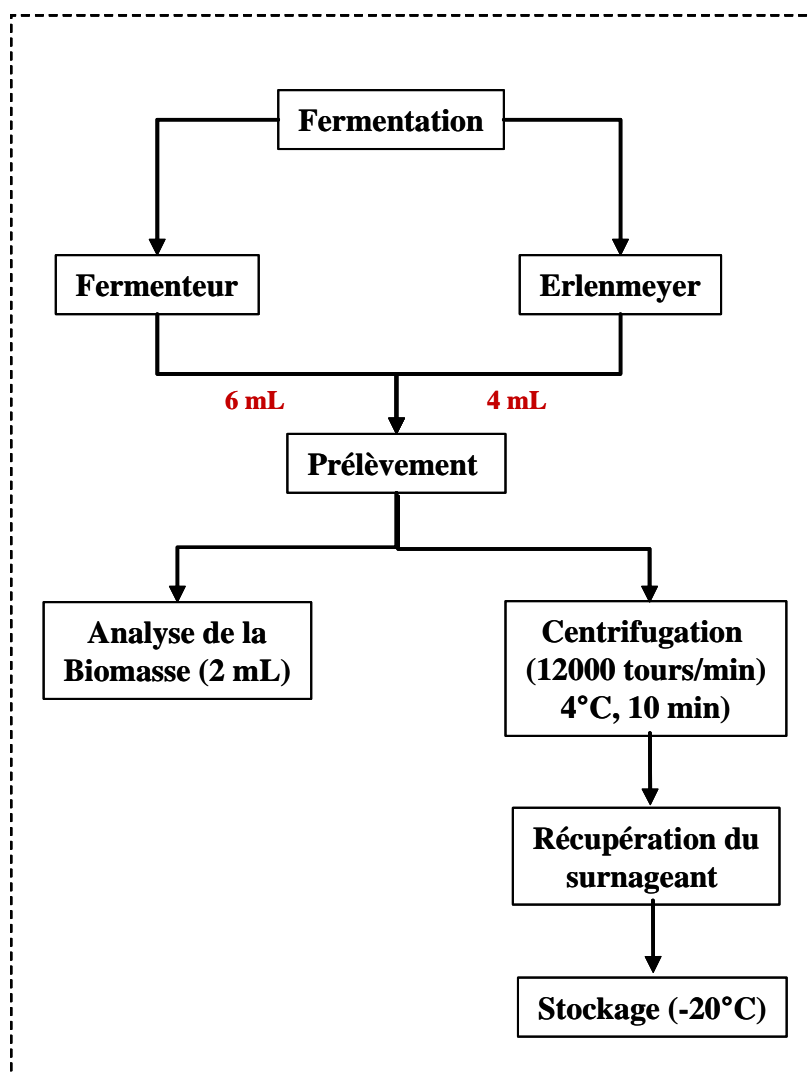 Fermentation
Fermenteur
Erlenmeyer
6 mL
4 mL
Prélèvement
Analyse de la
Biomasse (2 mL)
Centrifugation
(12000 tours/min)
4°C, 10 min)
Récupération du
surnageant
Stockage (-20°C)